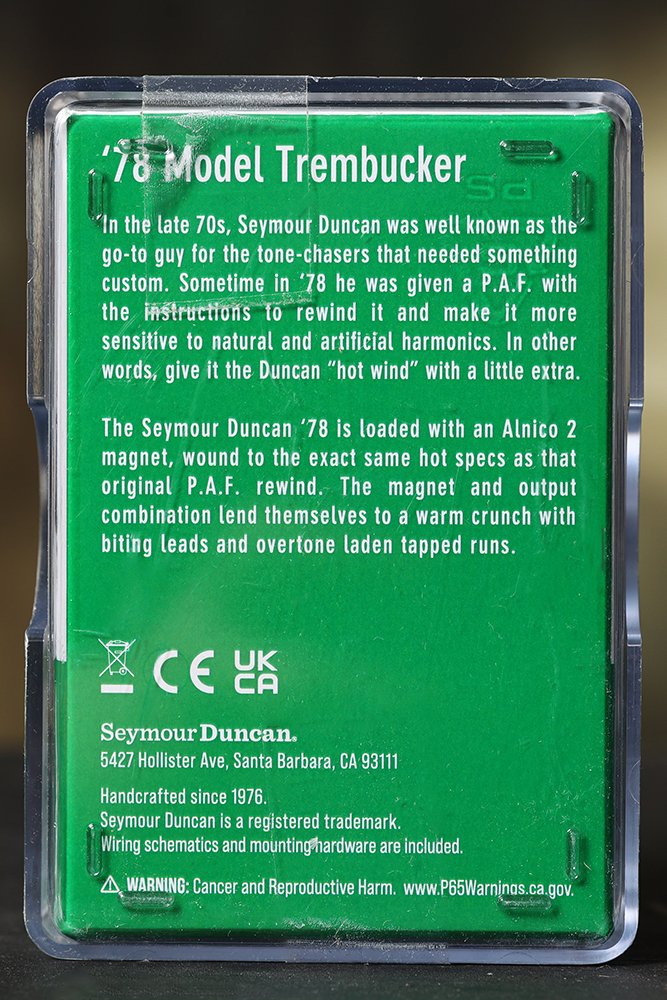 ‘78 Model Trembucker
In the late 70s, Seymour Duncan was well known as the
go-to guy for the tone-chasers that needed something
custom. Sometime in ‘78 he was given a P.A.F. with
the instructions to rewind it and make it more
sensitive to natural and artificial harmonics. In other
words, give it the Duncan “hot wind” with a little extra.
The Seymour Duncan ‘78 is loaded with an Alnico 2
magnet, wound to the exact same hot specs as that
original P.A.F. rewind. The magnet and output
combination lend themselves to a warm crunch with
biting leads and overtone laden tapped runs.
CE UK
CA
Seymour Duncan®
5427 Hollister Ave, Santa Barbara, CA 93111
Handcrafted since 1976.
Seymour Duncan is a registered trademark.
Wiring schematics and mounting hardware are included.
⚠ WARNING: Cancer and Reproductive Harm. www.P65Warnings.ca.gov.